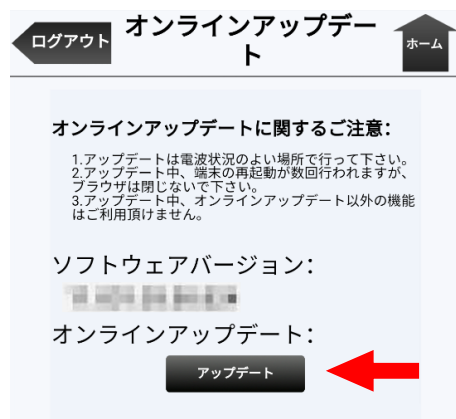 ログアウト
オンラインアップデー
ト
ホーム
オンラインアップデートに関するご注意：
1.アップデートは電波状況のよい場所で行って下さい。
2.アップデート中、端末の再起動が数回行われますが、
ブラウザは閉じないで下さい。
3.アップデート中、オンラインアップデート以外の機能
はご利用頂けません。
ソフトウェアバージョン：
オンラインアップデート：
アップデート